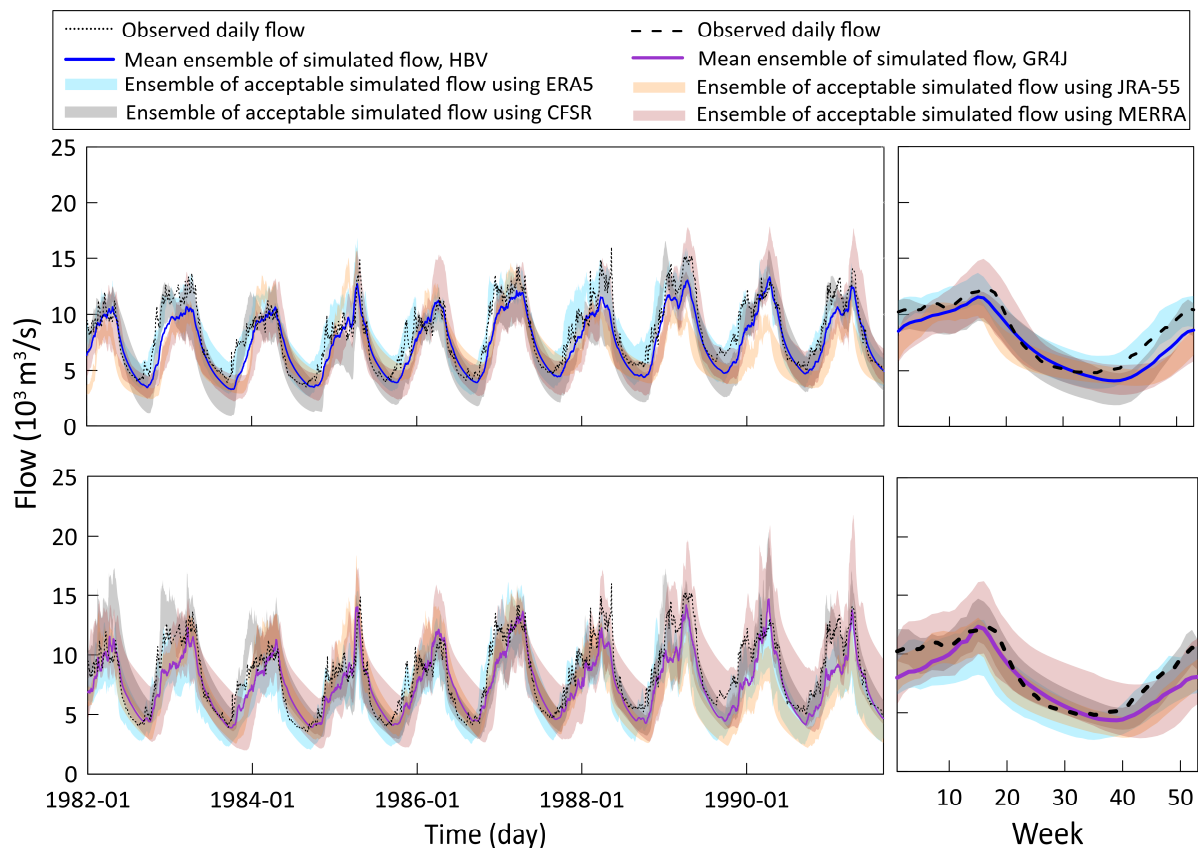 Observed daily flow
Observed daily flow
Mean ensemble of simulated flow, HBV
Mean ensemble of simulated flow, GR4J
Ensemble of acceptable simulated flow using ERA5
Ensemble of acceptable simulated flow using JRA-55
Ensemble of acceptable simulated flow using CFSR
Ensemble of acceptable simulated flow using MERRA
Flow (10³ m³/s)
25
20
15
10
5
0
25
20
15
10
5
0
1982-01 1984-01 1986-01 1988-01 1990-01
10 20 30 40 50
Time (day)
Week